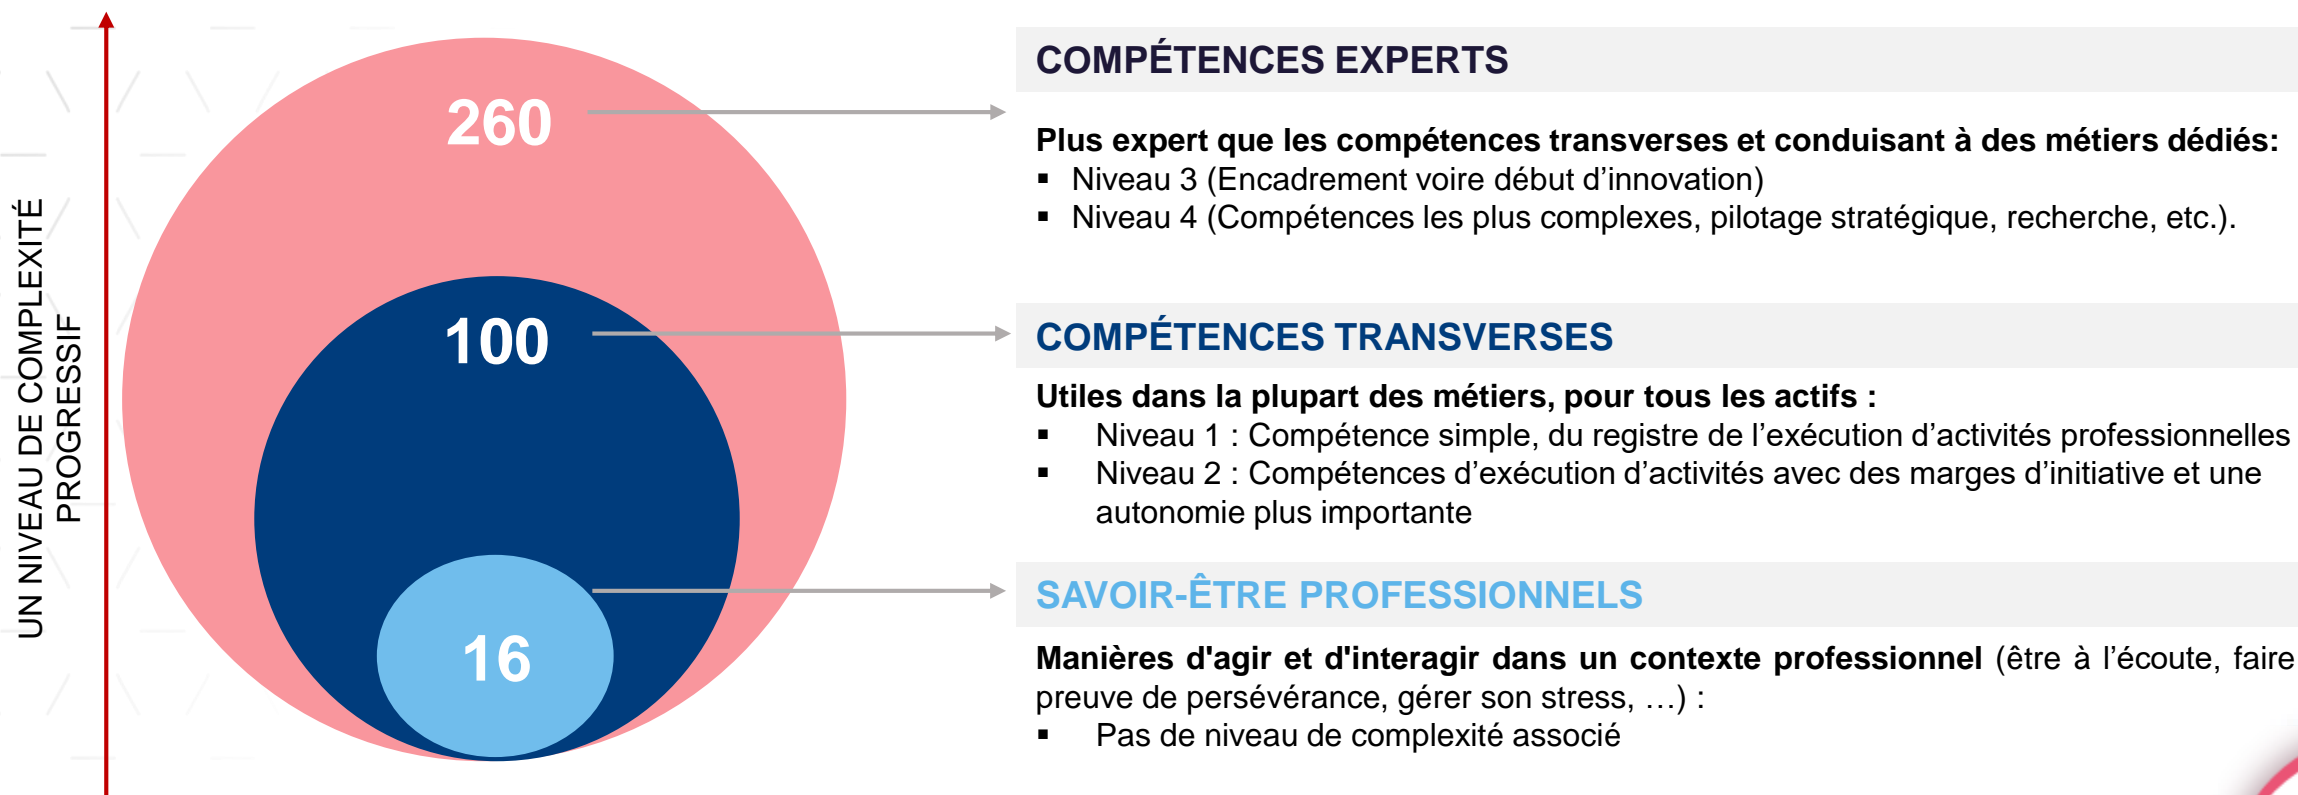 UN NIVEAU DE COMPLEXITÉ
PROGRESSIF
260
100
16
COMPÉTENCES EXPERTS
Plus expert que les compétences transverses et conduisant à des métiers dédiés:
▪ Niveau 3 (Encadrement voire début d’innovation)
▪ Niveau 4 (Compétences les plus complexes, pilotage stratégique, recherche, etc.).
COMPÉTENCES TRANSVERSES
Utiles dans la plupart des métiers, pour tous les actifs :
▪ Niveau 1 : Compétence simple, du registre de l’exécution d’activités professionnelles
▪ Niveau 2 : Compétences d’exécution d’activités avec des marges d’initiative et une
autonomie plus importante
SAVOIR-ÊTRE PROFESSIONNELS
Manières d'agir et d'interagir dans un contexte professionnel (être à l’écoute, faire
preuve de persévérance, gérer son stress, …) :
▪ Pas de niveau de complexité associé